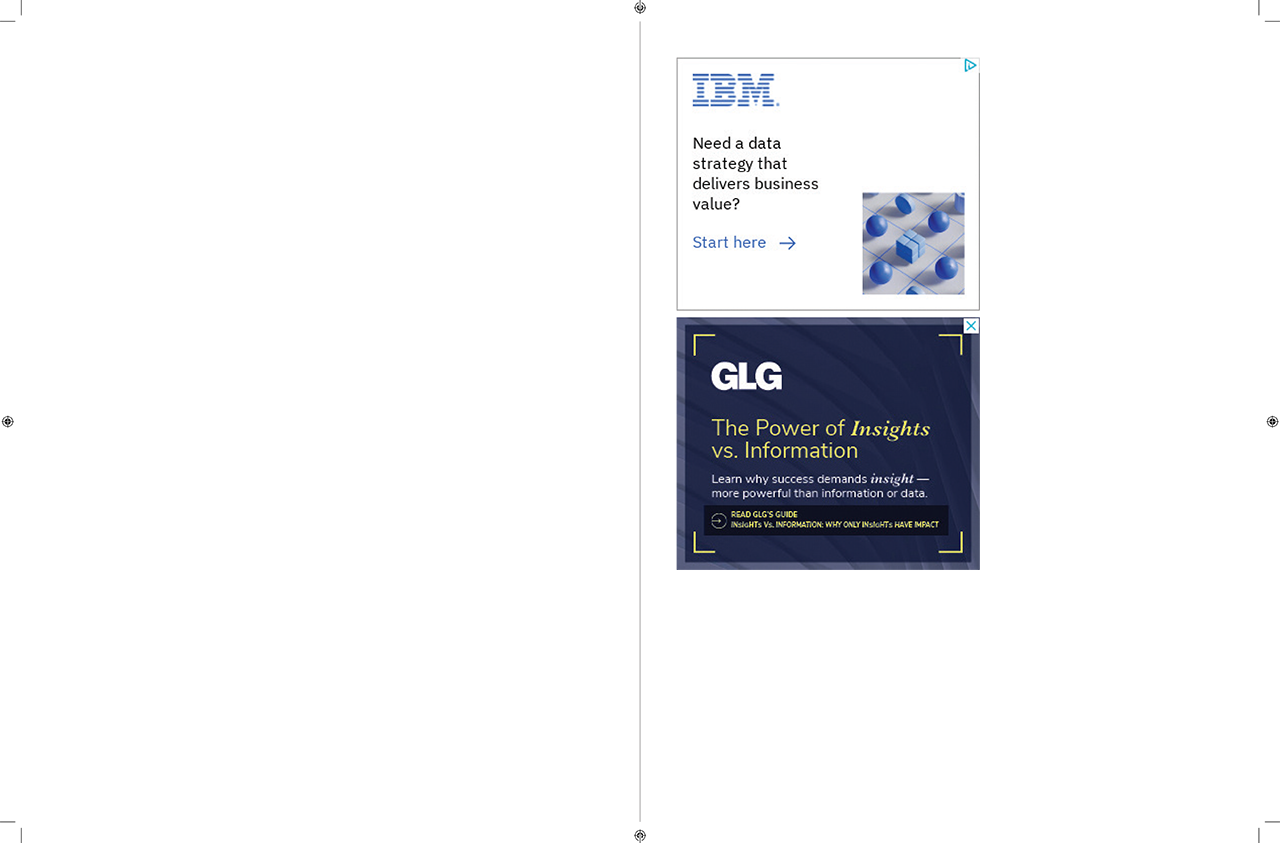 IBM
Need a data
strategy that
delivers business
value?
Start here
GLG
The Power of Insights
vs. Information
Learn why success demands insight —
more powerful than information or data.
READ GLG'S GUIDE
INsIGHTs Vs. INFORMATION: WHY ONLY INsIGHTs HAVE IMPACT